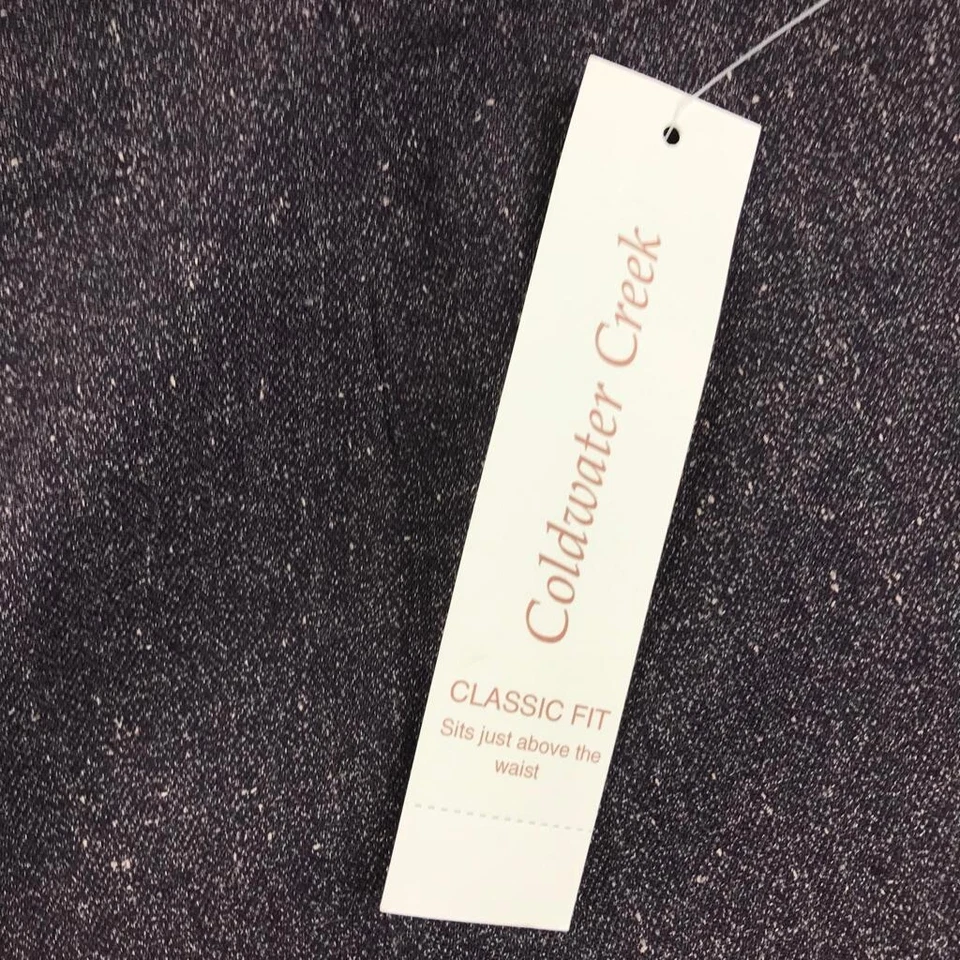 Coldwater Creek
CLASSIC FIT
Sits just above the
waist